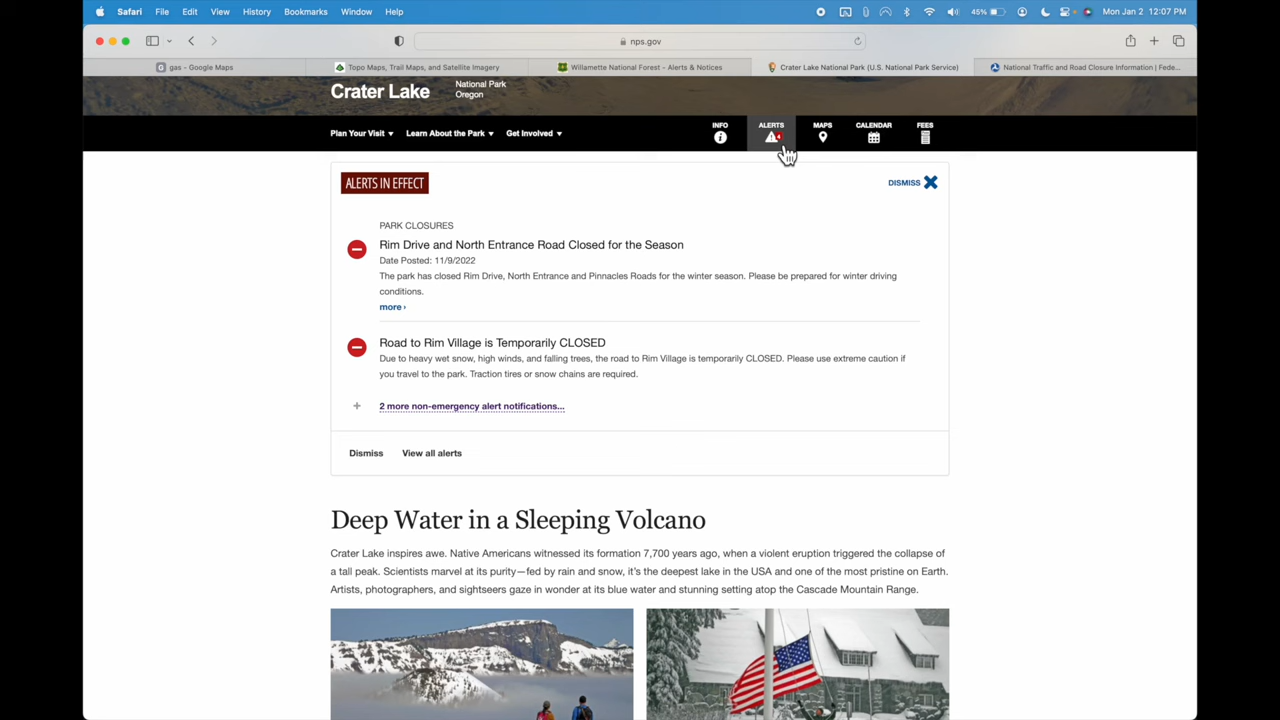 Safari File Edit View History Bookmarks Window Help 45% Mon Jan 2 12:07 PM
nps.gov
gas - Google Maps Topo Maps, Trail Maps, and Satellite Imagery Willamette National Forest - Alerts & Notices Crater Lake National Park (U.S. National Park Service) National Traffic and Road Closure Information | Fede...
Crater Lake National Park
Oregon
Plan Your Visit Learn About the Park Get Involved INFO ALERTS 4 MAPS CALENDAR FEES
ALERTS IN EFFECT DISMISS
PARK CLOSURES
Rim Drive and North Entrance Road Closed for the Season
Date Posted: 11/9/2022
The park has closed Rim Drive, North Entrance and Pinnacles Roads for the winter season. Please be prepared for winter driving
conditions.
more ›
Road to Rim Village is Temporarily CLOSED
Due to heavy wet snow, high winds, and falling trees, the road to Rim Village is temporarily CLOSED. Please use extreme caution if
you travel to the park. Traction tires or snow chains are required.
+ 2 more non-emergency alert notifications...
Dismiss View all alerts
Deep Water in a Sleeping Volcano
Crater Lake inspires awe. Native Americans witnessed its formation 7,700 years ago, when a violent eruption triggered the collapse of
a tall peak. Scientists marvel at its purity—fed by rain and snow, it's the deepest lake in the USA and one of the most pristine on Earth.
Artists, photographers, and sightseers gaze in wonder at its blue water and stunning setting atop the Cascade Mountain Range.